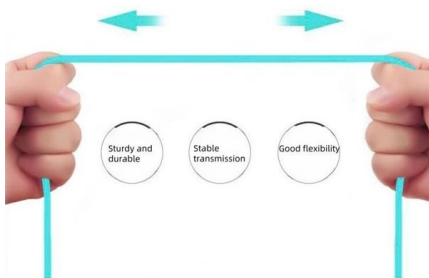 Sturdy and
durable
Stable
transmission
Good flexibility